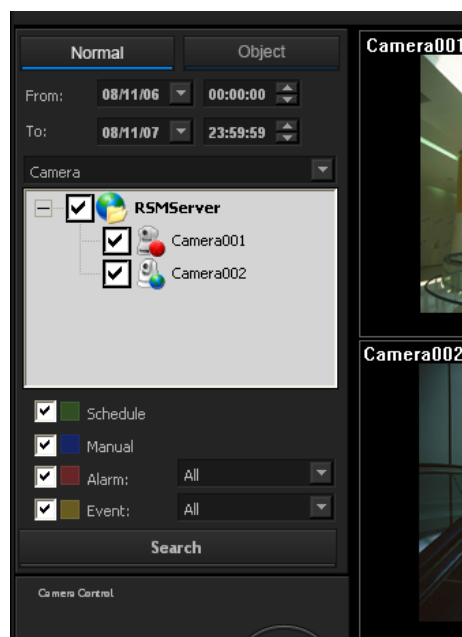 Normal Object
From: 08/11/06 00:00:00
To: 08/11/07 23:59:59
Camera
RSMServer
Camera001
Camera002
Schedule
Manual
Alarm: All
Event: All
Search
Camera Control
Camera001
Camera002